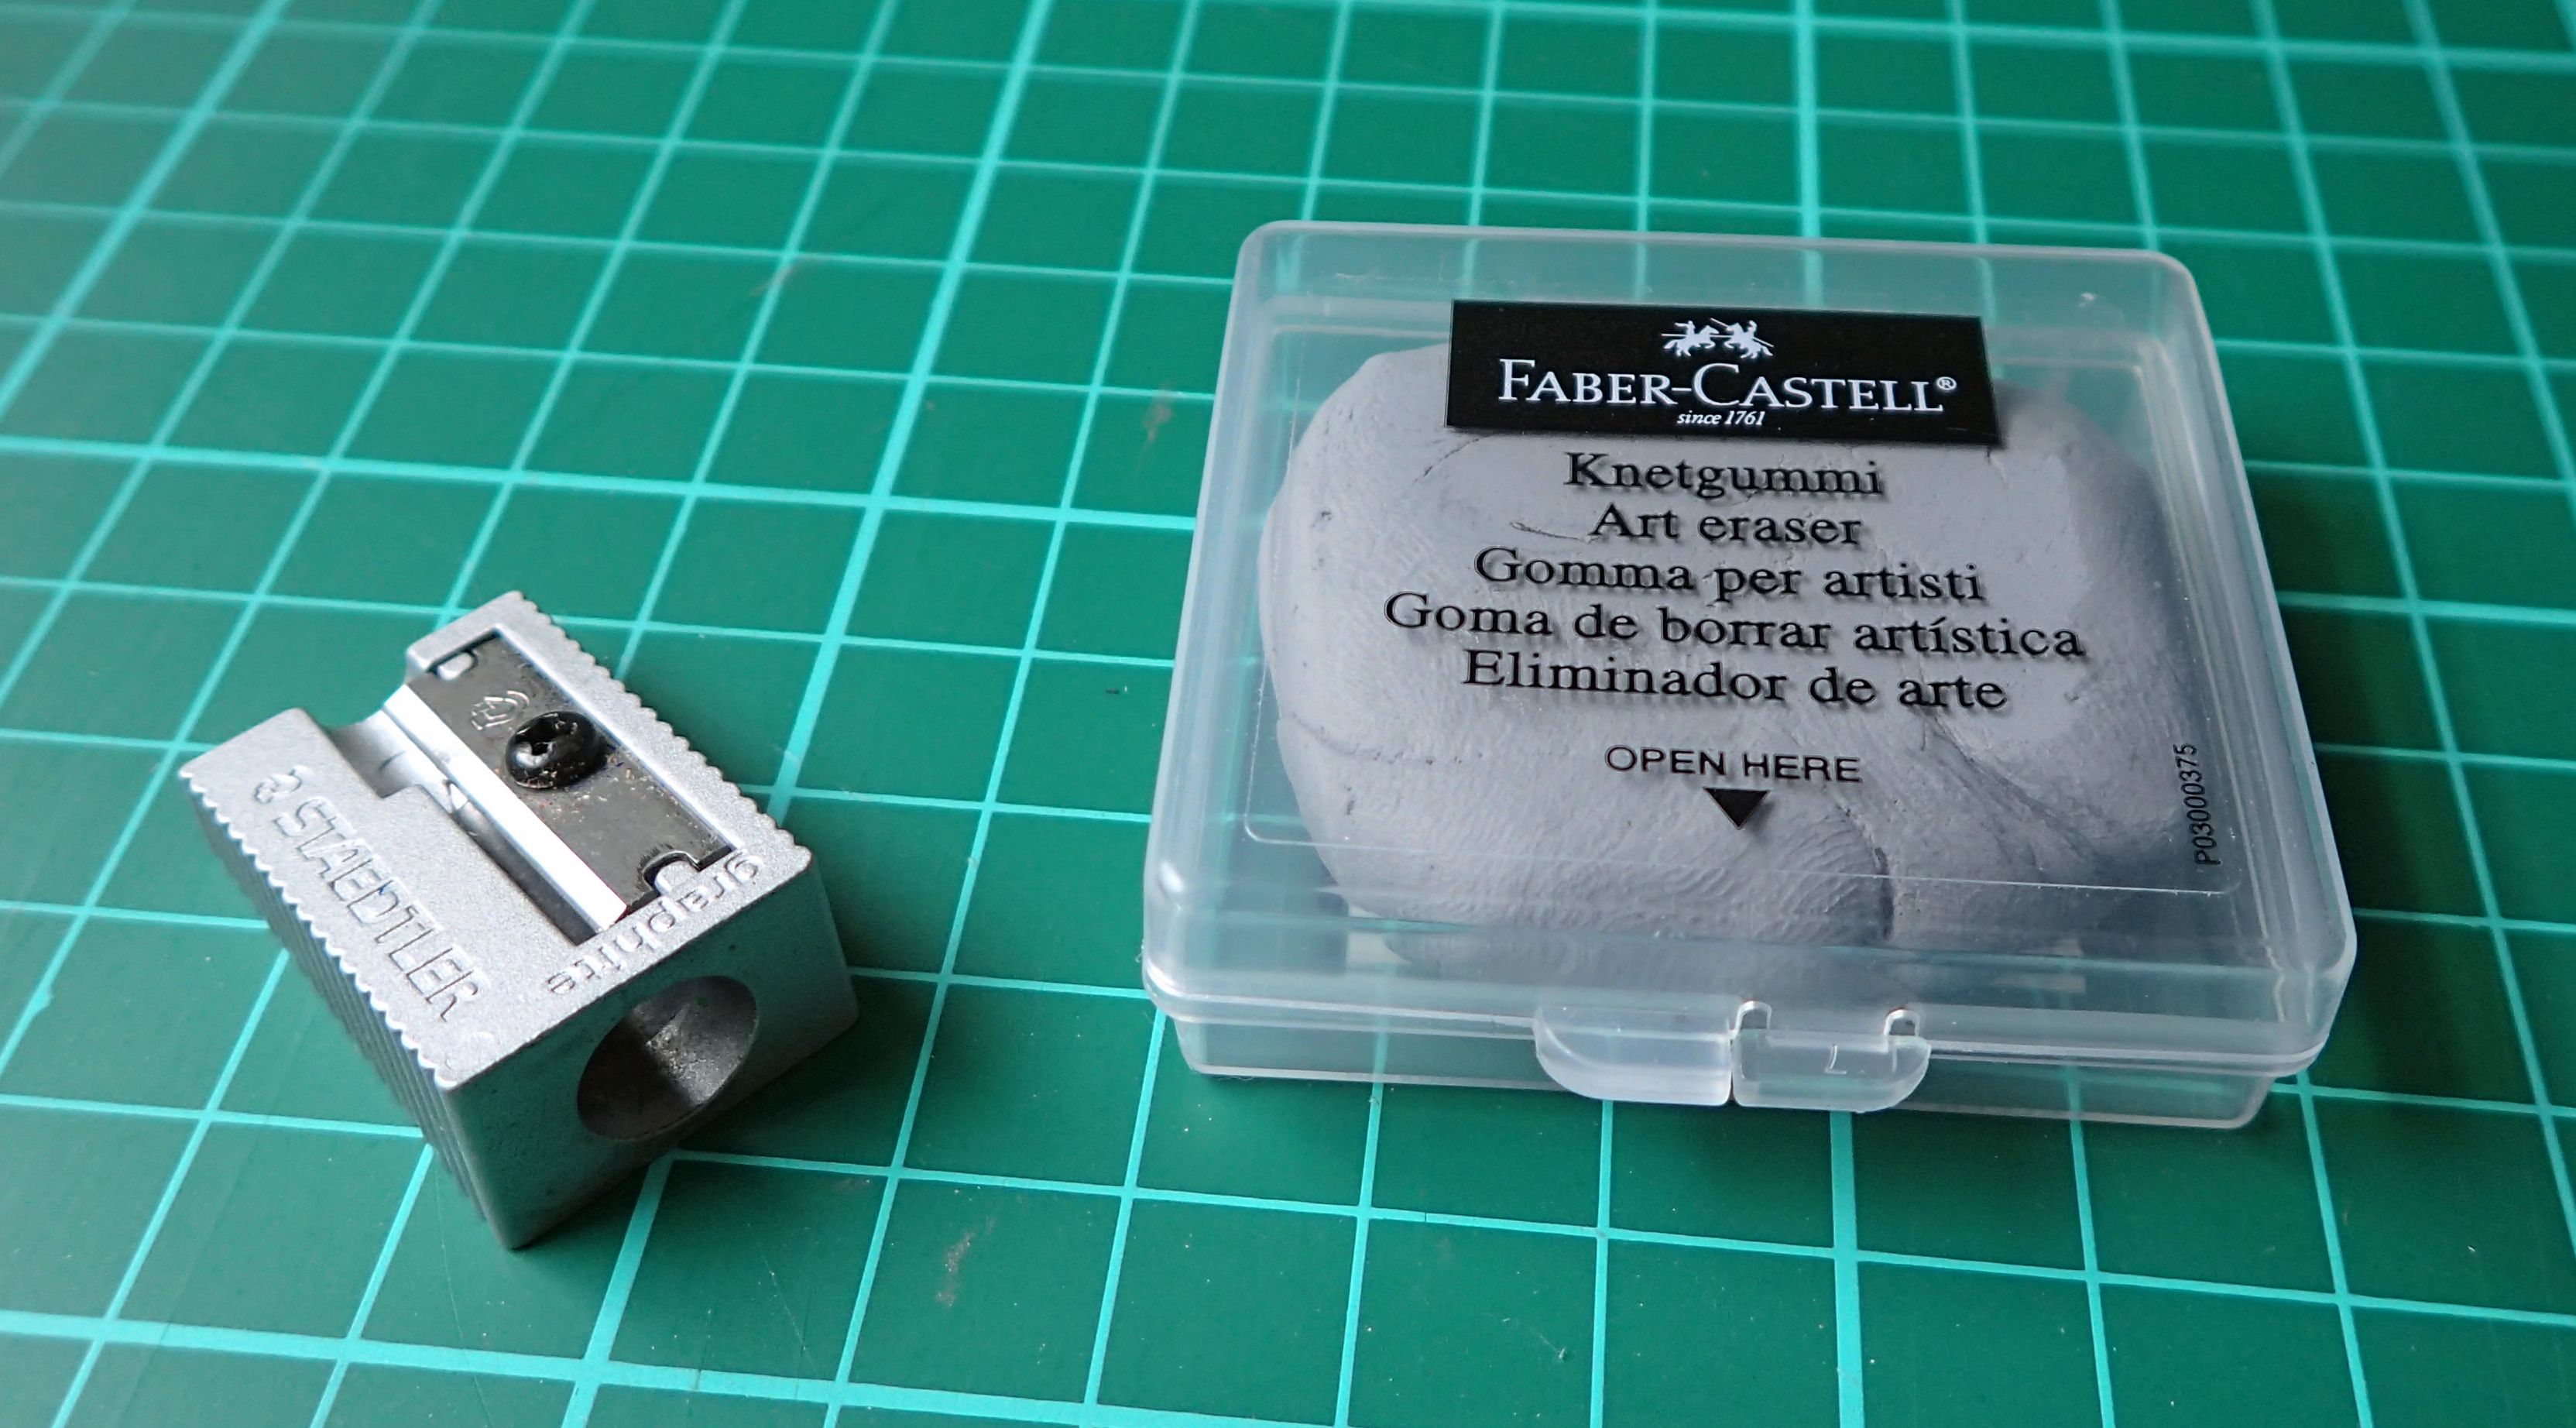 STAEDTLER
graphite
FABER-CASTELL®
since 1761
Knetgummi
Art eraser
Gomma per artisti
Goma de borrar artística
Eliminador de arte
OPEN HERE
P03000375